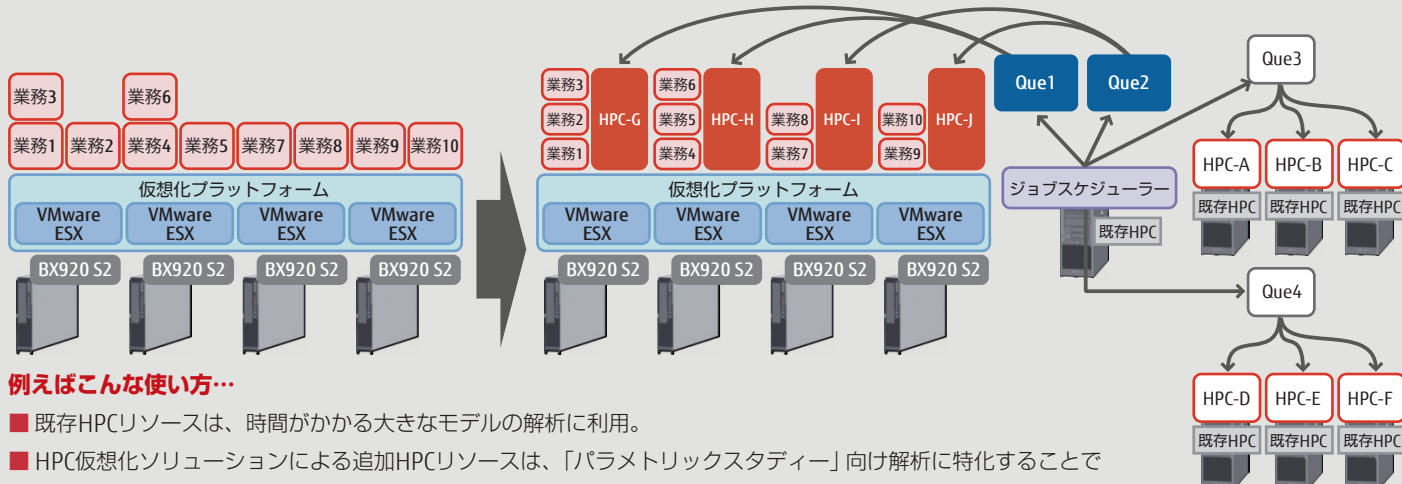 業務3 業務6
業務1 業務2 業務4 業務5 業務7 業務8 業務9 業務10
仮想化プラットフォーム
VMware ESX VMware ESX VMware ESX VMware ESX
BX920 S2 BX920 S2 BX920 S2 BX920 S2
業務3 業務6
業務2 HPC-G 業務5 HPC-H 業務8 HPC-I 業務10 HPC-J
業務1 業務4 業務7 業務9
仮想化プラットフォーム
VMware ESX VMware ESX VMware ESX VMware ESX
BX920 S2 BX920 S2 BX920 S2 BX920 S2
Que1 Que2
ジョブスケジューラー
既存HPC
Que3
HPC-A HPC-B HPC-C
既存HPC 既存HPC 既存HPC
Que4
HPC-D HPC-E HPC-F
既存HPC 既存HPC 既存HPC
例えばこんな使い方…
■ 既存HPCリソースは、時間がかかる大きなモデルの解析に利用。
■ HPC仮想化ソリューションによる追加HPCリソースは、「パラメトリックスタディー」向け解析に特化することで